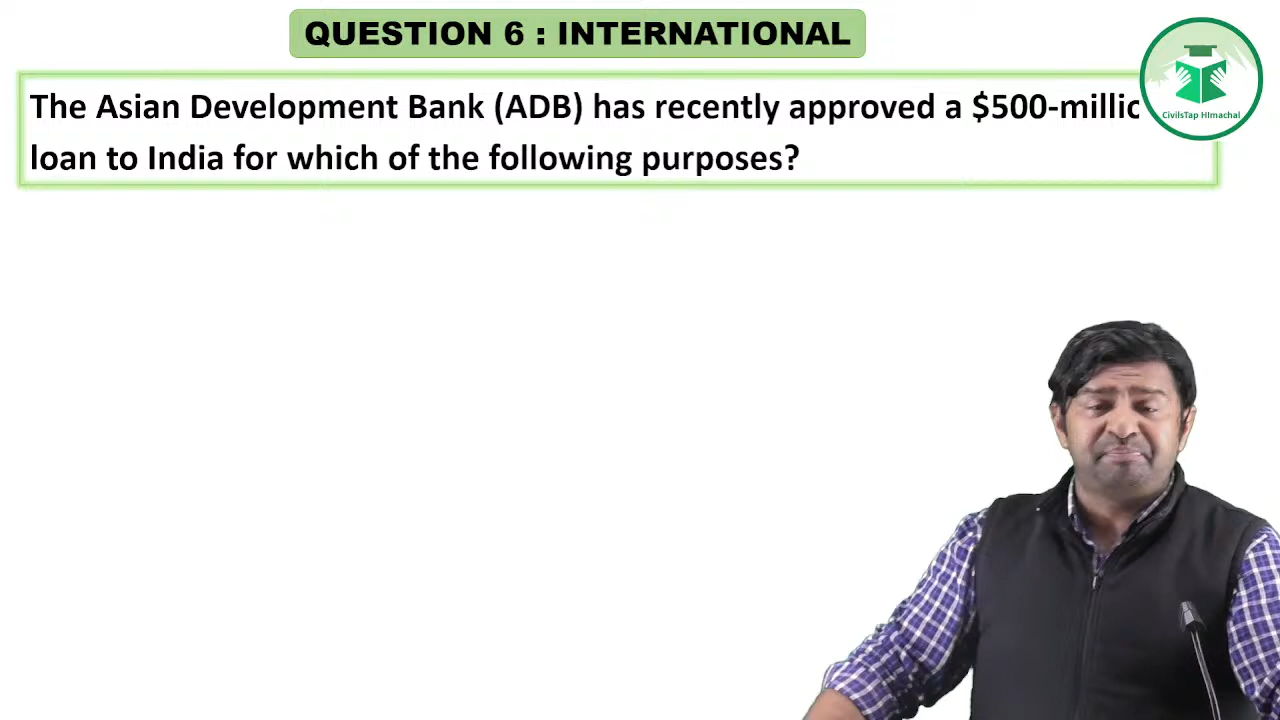 QUESTION 6 : INTERNATIONAL
The Asian Development Bank (ADB) has recently approved a $500-millic
loan to India for which of the following purposes?
CivilsTap HImachal